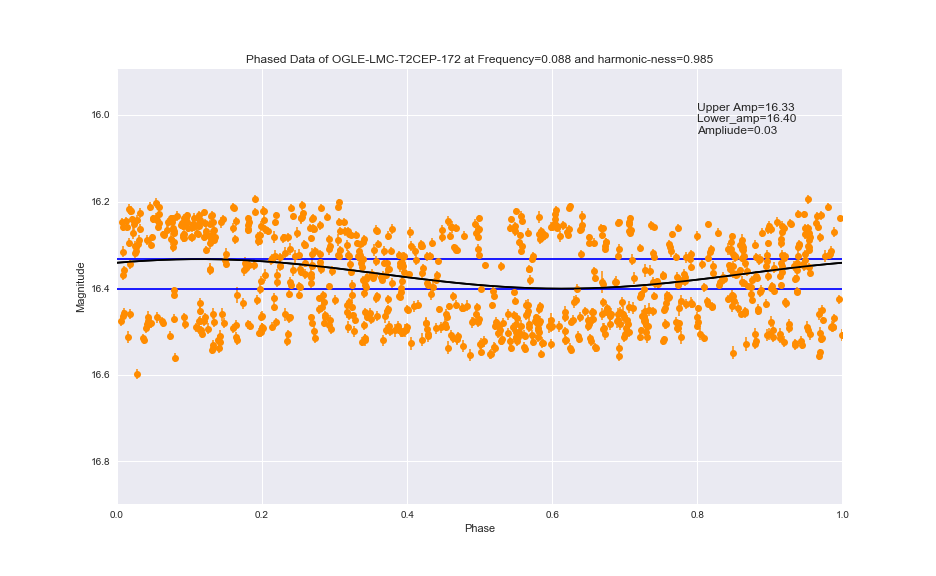 Phased Data of OGLE-LMC-T2CEP-172 at Frequency=0.088 and harmonic-ness=0.985
Upper Amp=16.33
Lower_amp=16.40
Ampliude=0.03
16.0
16.2
16.4
16.6
16.8
Magnitude
0.0
0.2
0.4
0.6
0.8
1.0
Phase